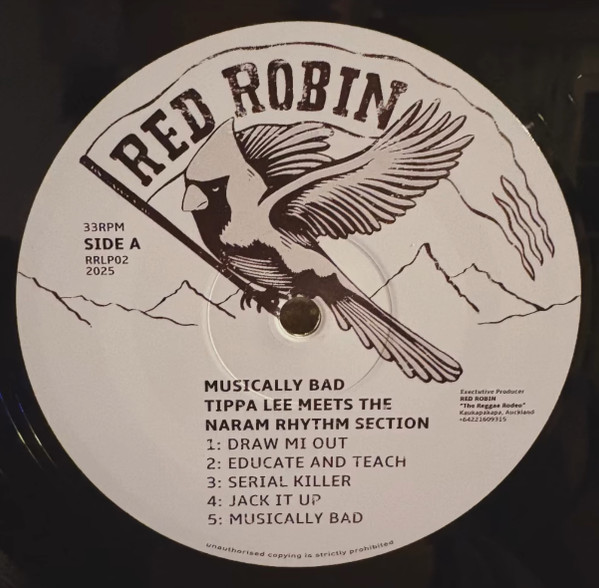 RED ROBIN
33RPM
SIDE A
RRLP02
2025
MUSICALLY BAD
TIPPA LEE MEETS THE
NARAM RHYTHM SECTION
1: DRAW MI OUT
2: EDUCATE AND TEACH
3: SERIAL KILLER
4: JACK IT UP
5: MUSICALLY BAD
Exectutive Producer
RED ROBIN
"The Reggae Rodeo"
Kaukapakapa, Auckland
+64221609315
unauthorised copying is strictly prohibited